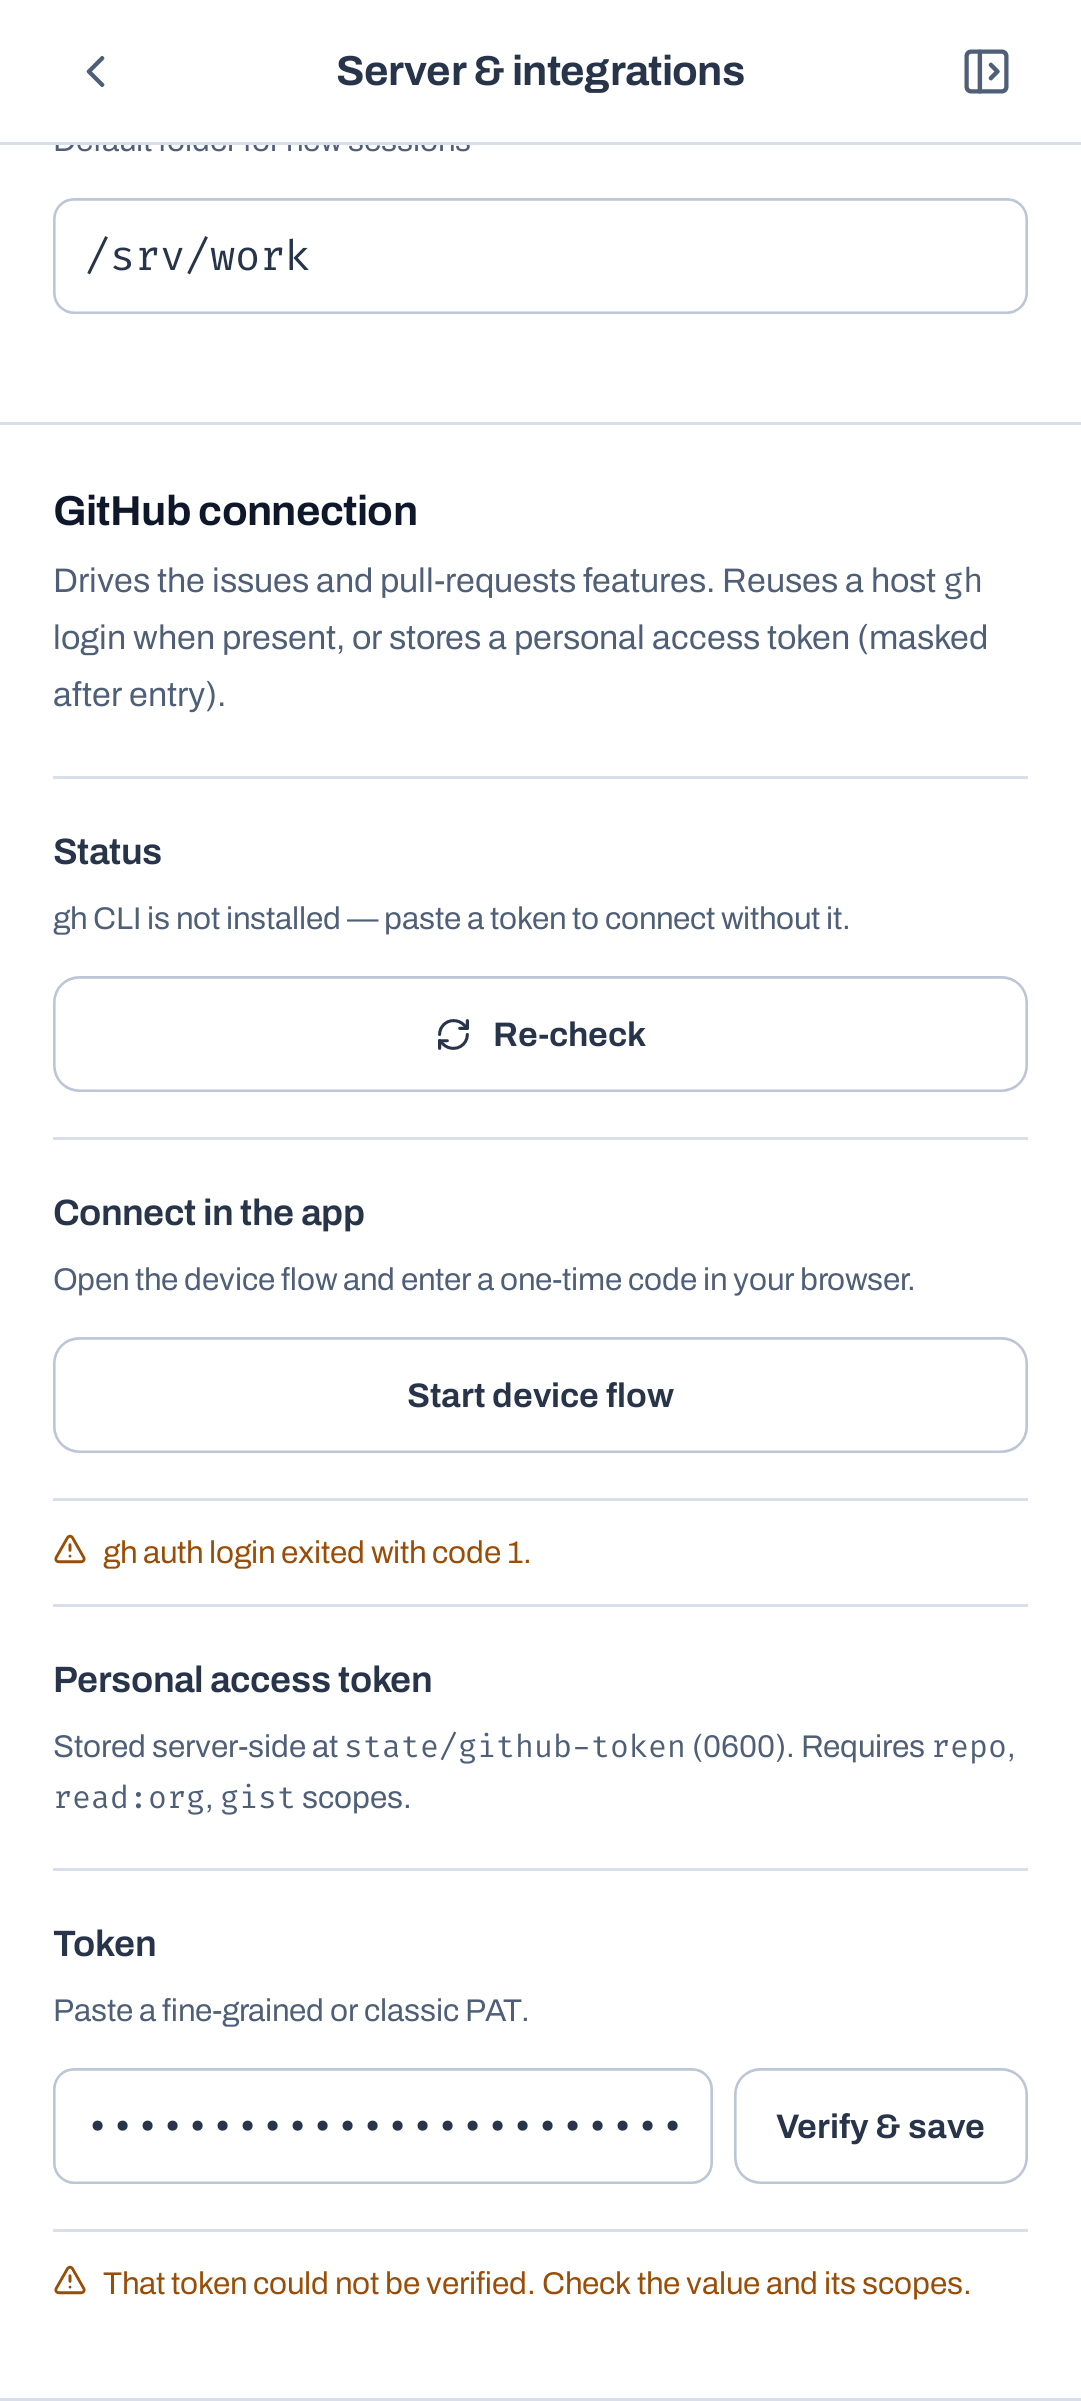 Server & integrations
Default folder for new sessions
/srv/work
GitHub connection
Drives the issues and pull-requests features. Reuses a host gh
login when present, or stores a personal access token (masked
after entry).
Status
gh CLI is not installed — paste a token to connect without it.
Re-check
Connect in the app
Open the device flow and enter a one-time code in your browser.
Start device flow
gh auth login exited with code 1.
Personal access token
Stored server-side at state/github-token (0600). Requires repo,
read:org, gist scopes.
Token
Paste a fine-grained or classic PAT.
••••••••••••••••••••••••
Verify & save
That token could not be verified. Check the value and its scopes.